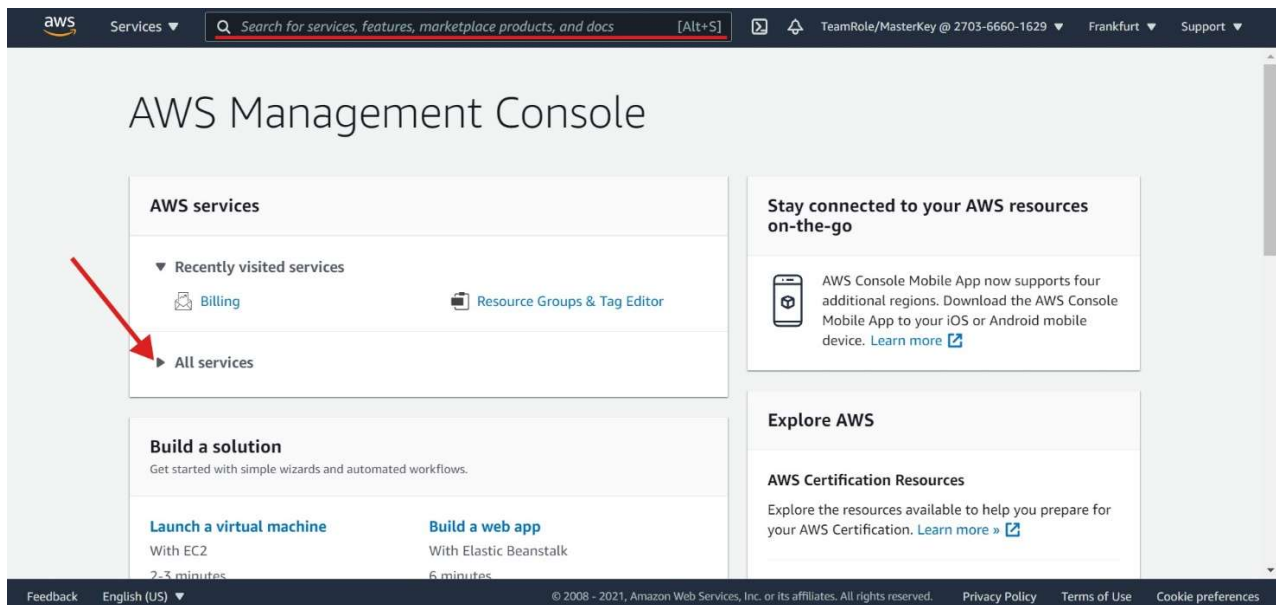 aws
Services ▼
Search for services, features, marketplace products, and docs [Alt+S]
TeamRole/MasterKey @ 2703-6660-1629 ▼
Frankfurt ▼
Support ▼
AWS Management Console
AWS services
▼ Recently visited services
Billing
Resource Groups & Tag Editor
▶ All services
Build a solution
Get started with simple wizards and automated workflows.
Launch a virtual machine
With EC2
2-3 minutes
Build a web app
With Elastic Beanstalk
6 minutes
Stay connected to your AWS resources
on-the-go
AWS Console Mobile App now supports four
additional regions. Download the AWS Console
Mobile App to your iOS or Android mobile
device. Learn more
Explore AWS
AWS Certification Resources
Explore the resources available to help you prepare for
your AWS Certification. Learn more »
Feedback
English (US) ▼
© 2008 - 2021, Amazon Web Services, Inc. or its affiliates. All rights reserved.
Privacy Policy
Terms of Use
Cookie preferences